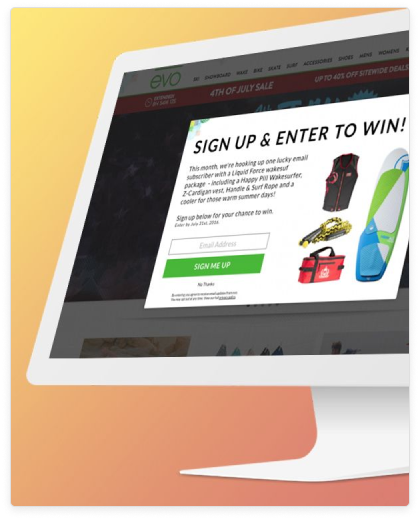 evo
SKI SNOWBOARD WAKE BIKE SKATE SURF ACCESSORIES SHOES MENS WOMENS
4TH OF JULY SALE
UP TO 40% OFF SITEWIDE DEALS
SIGN UP & ENTER TO WIN!
This month, we're hooking up one lucky email
subscriber with a Liquid Force wakesurf
package - including a Happy Pill Wakesurfer,
Z-Cardigan vest, Handle & Surf Rope and a
cooler for those warm summer days!
Sign up below for your chance to win.
Enter by July 31st, 2016.
Email Address
SIGN ME UP
No Thanks